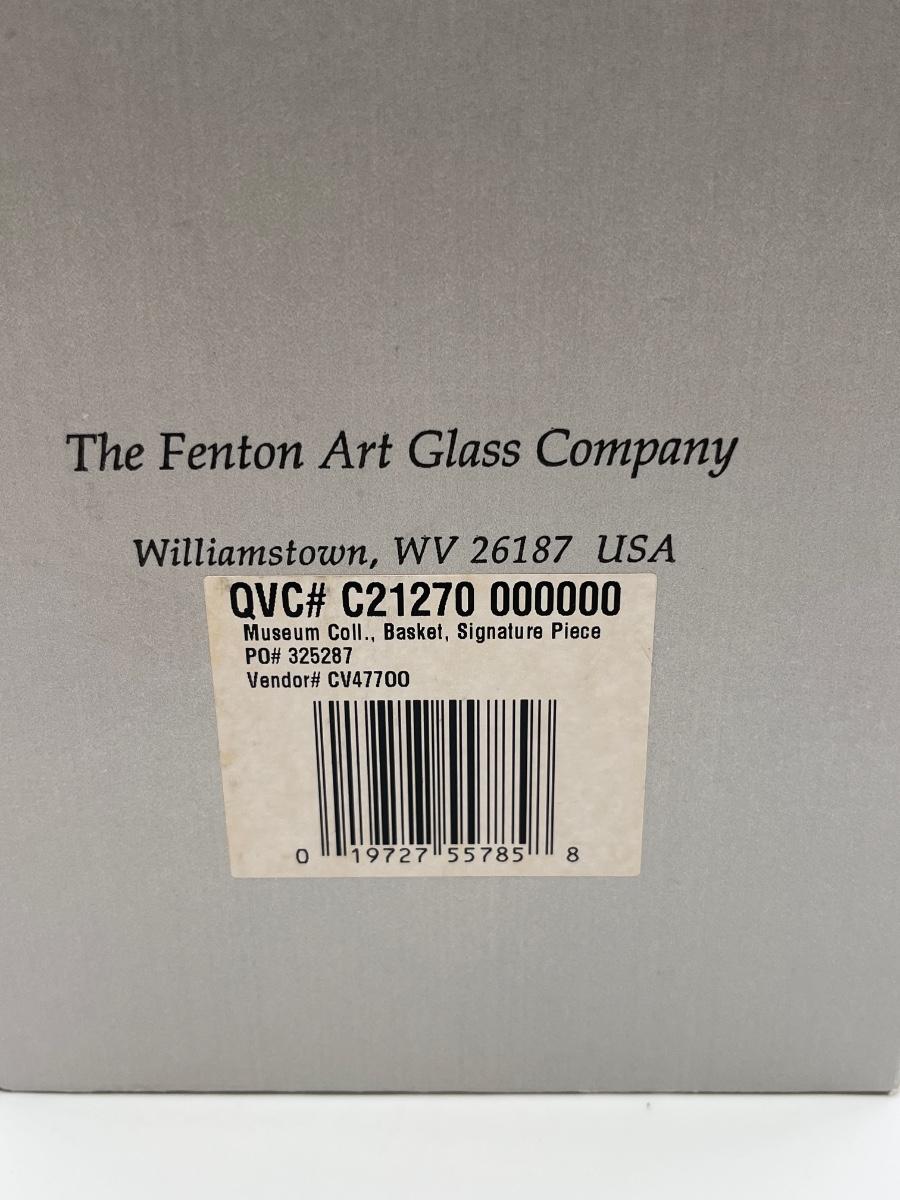 The Fenton Art Glass Company
Williamstown, WV 26187 USA
QVC# C21270 000000
Museum Coll., Basket, Signature Piece
PO# 325287
Vendor# CV47700
0 19727 55785 8